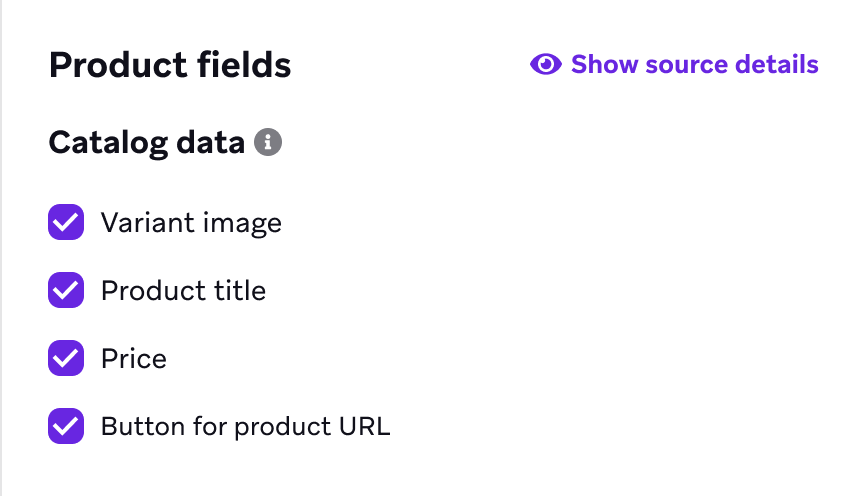 Product fields
Show source details
Catalog data
Variant image
Product title
Price
Button for product URL